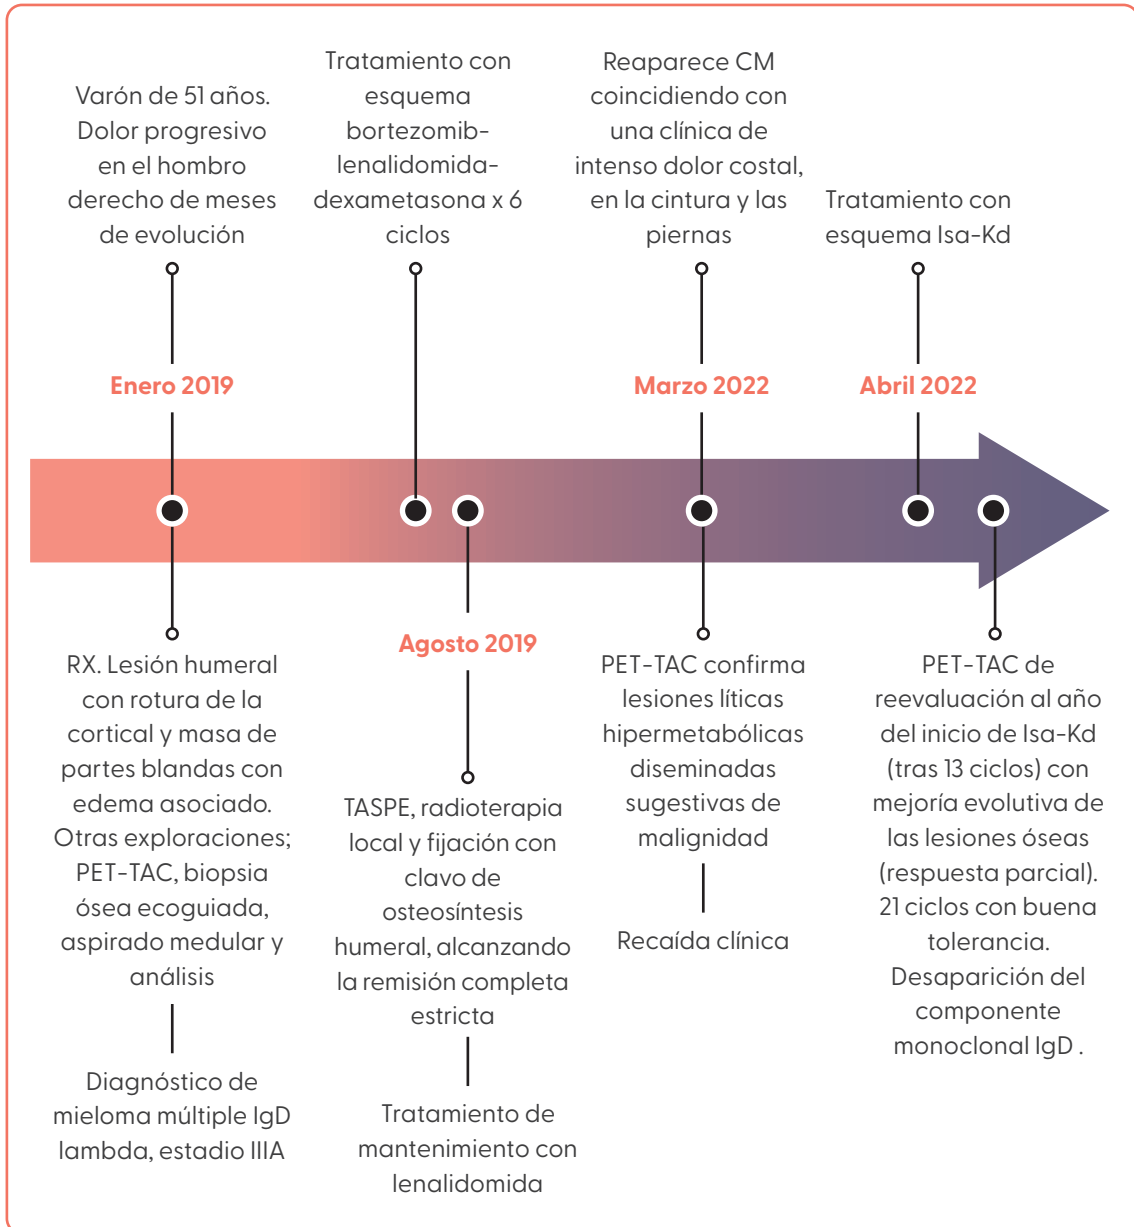 Varón de 51 años.
Dolor progresivo
en el hombro
derecho de meses
de evolución
Enero 2019
RX. Lesión humeral
con rotura de la
cortical y masa de
partes blandas con
edema asociado.
Otras exploraciones;
PET-TAC, biopsia
ósea ecoguiada,
aspirado medular y
análisis
Diagnóstico de
mieloma múltiple IgD
lambda, estadio IIIA
Tratamiento con
esquema
bortezomib-
lenalidomida-
dexametasona x 6
ciclos
Agosto 2019
TASPE, radioterapia
local y fijación con
clavo de
osteosíntesis
humeral, alcanzando
la remisión completa
estricta
Tratamiento de
mantenimiento con
lenalidomida
Reaparece CM
coincidiendo con
una clínica de
intenso dolor costal,
en la cintura y las
piernas
Marzo 2022
PET-TAC confirma
lesiones líticas
hipermetabólicas
diseminadas
sugestivas de
malignidad
Recaída clínica
Tratamiento con
esquema Isa-Kd
Abril 2022
PET-TAC de
reevaluación al año
del inicio de Isa-Kd
(tras 13 ciclos) con
mejoría evolutiva de
las lesiones óseas
(respuesta parcial).
21 ciclos con buena
tolerancia.
Desaparición del
componente
monoclonal IgD .